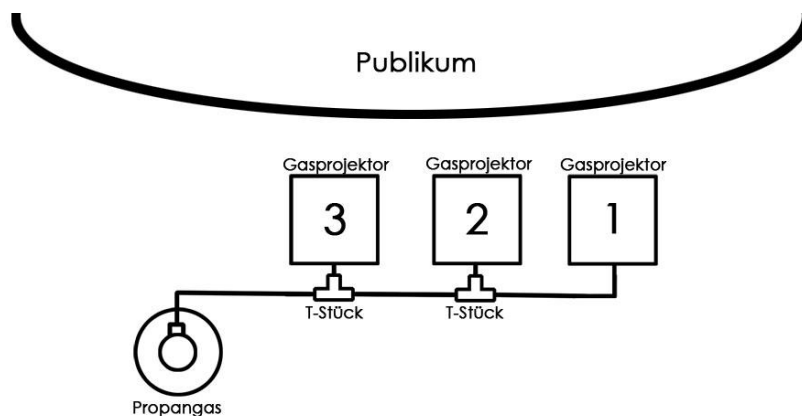 Publikum
Gasprojektor Gasprojektor Gasprojektor
3 2 1
T-Stück T-Stück
Propangas